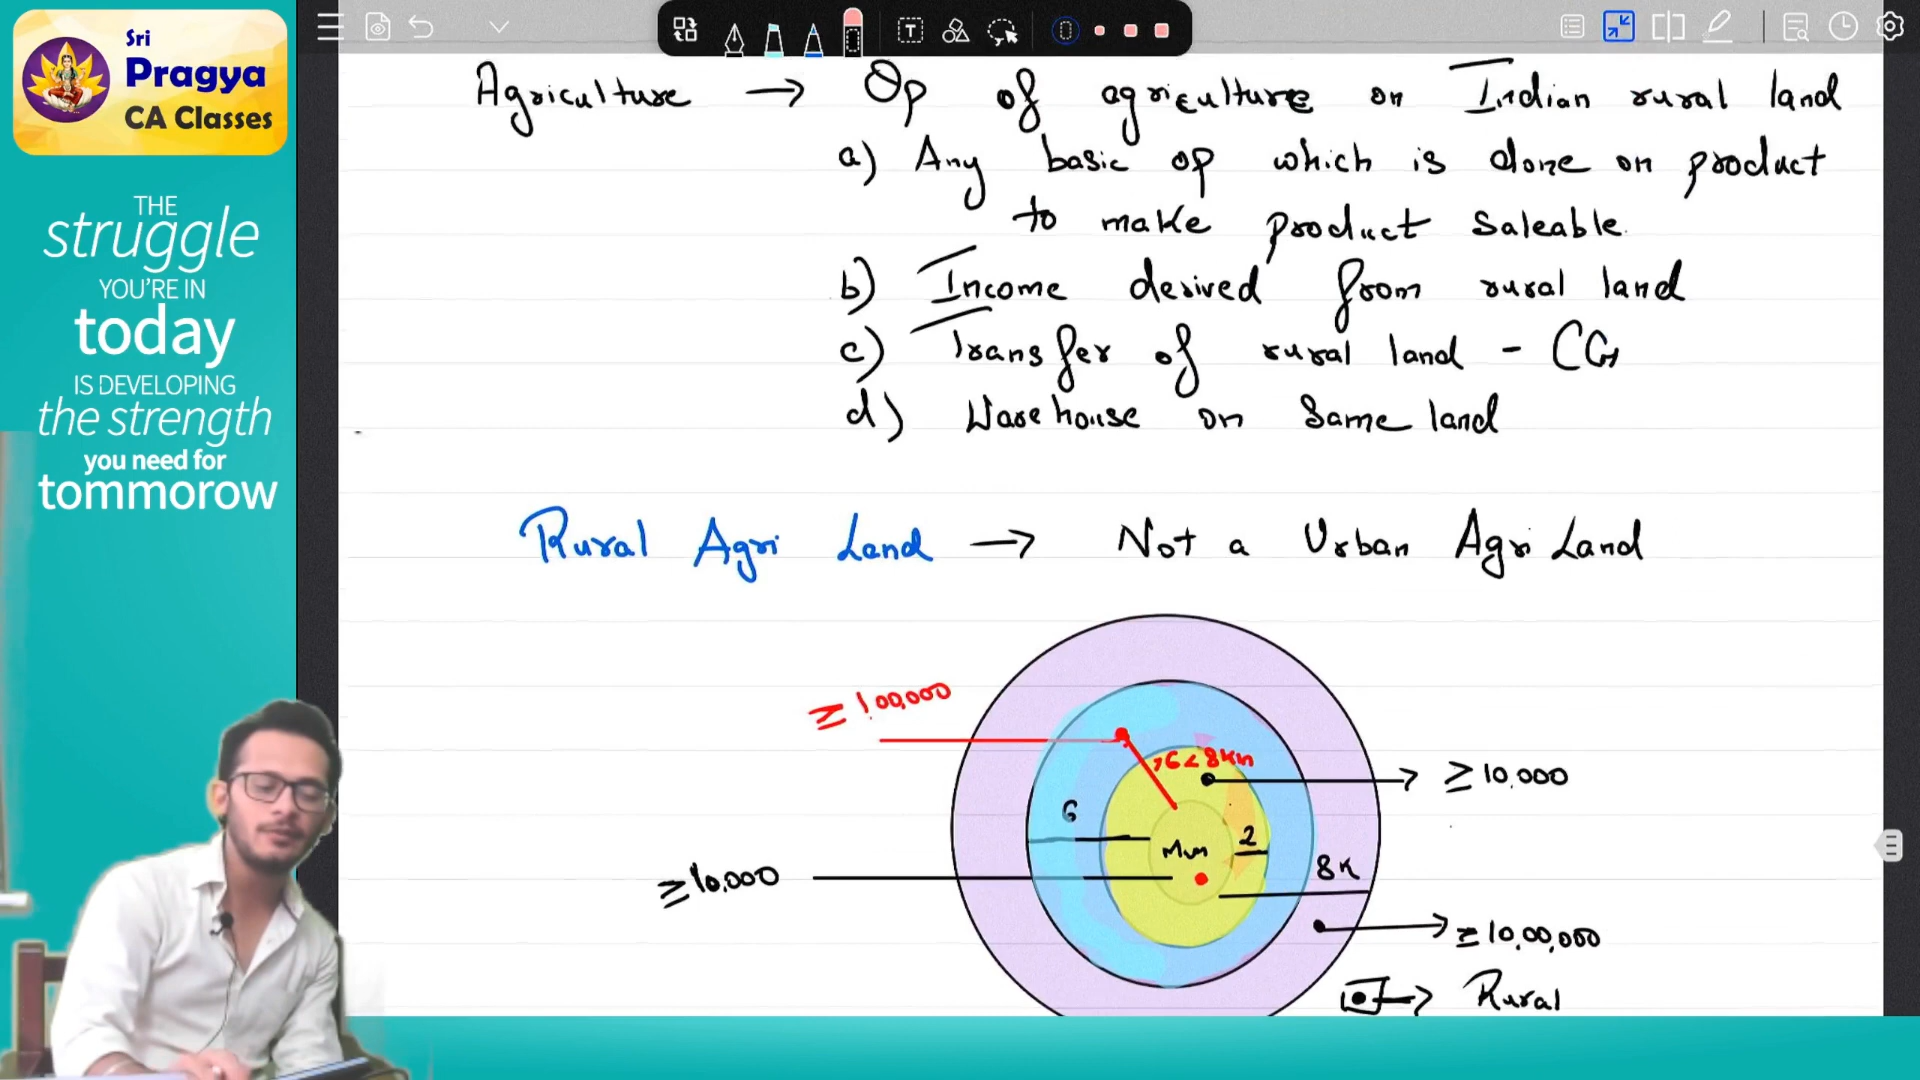 Sri
Pragya
CA Classes
THE
struggle
YOU'RE IN
today
IS DEVELOPING
the strength
you need for
tommorow
Agriculture → Op of agriculture on Indian rural land
a) Any basic op which is done on product
to make product saleable.
b) Income derived from rural land
c) Transfer of rural land - CG
d) Warehouse on same land
Rural Agri Land → Not a Urban Agri Land
≥ 1,00,000
>6<8km
→ ≥ 10,000
6
Mun
2
8K
≥10,000
→ ≥ 10,00,000
→ Rural